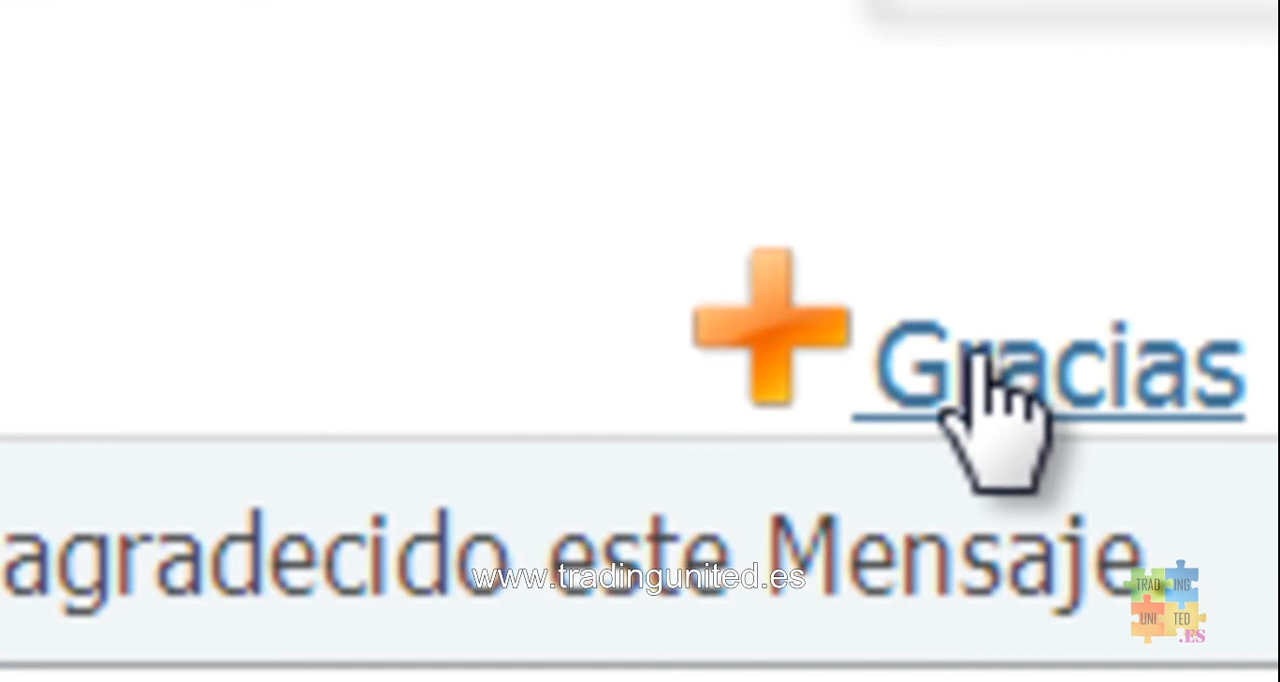 Gracias
agradecido este Mensaje
www.tradingunited.es
TRAD ING
UNI TED
.ES